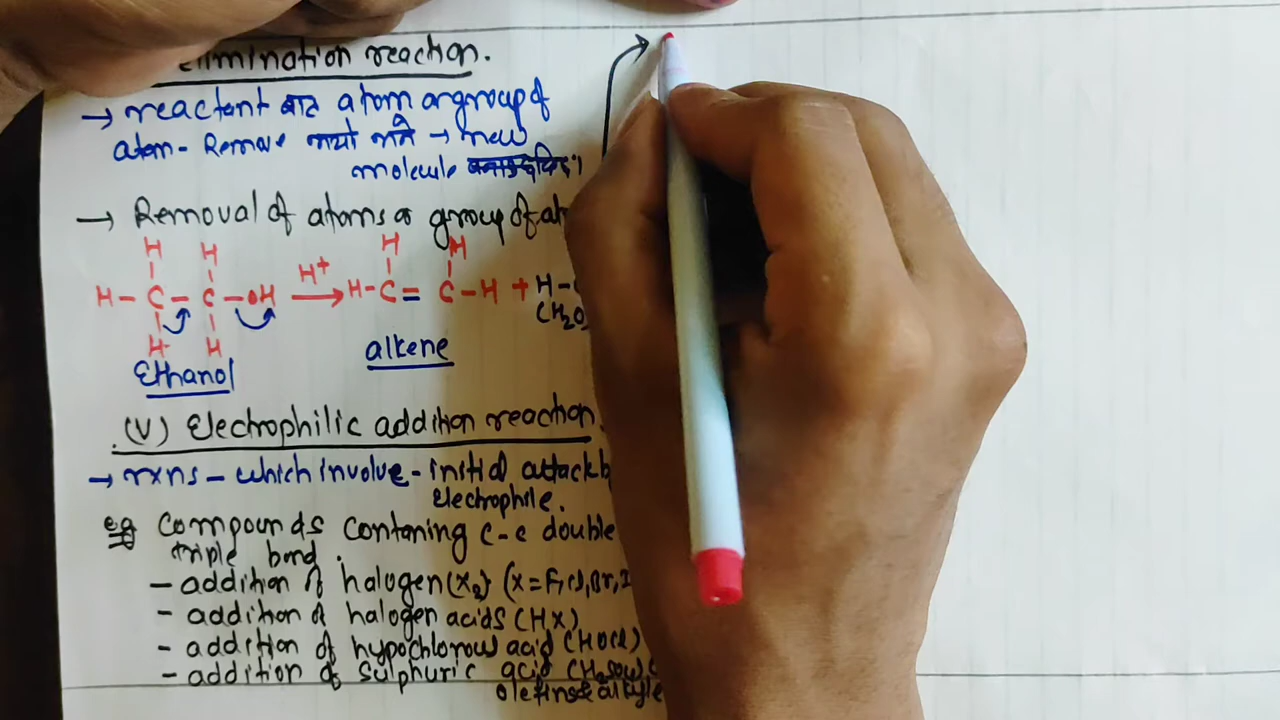 elimination reaction.
→ reactant बाट atom or group of
atom - Remove गर्यो भने → new
molecule
→ Removal of atoms or group of at
H H H H
H - C - C - OH H+ → H - C = C - H + H -
H H (H2O
Ethanol alkene
(V) Electrophilic addition reaction.
→ rxns - which involve - initial attack b
Electrophile.
eg Compounds Contaning C-C double
triple bond.
- addition of halogen (X2) (X=F, Cl, Br, I
- addition of halogen acids (HX)
- addition of hypochlorous acid (HOCl)
- addition of Sulphuric acid (H2SO4)
olefins &